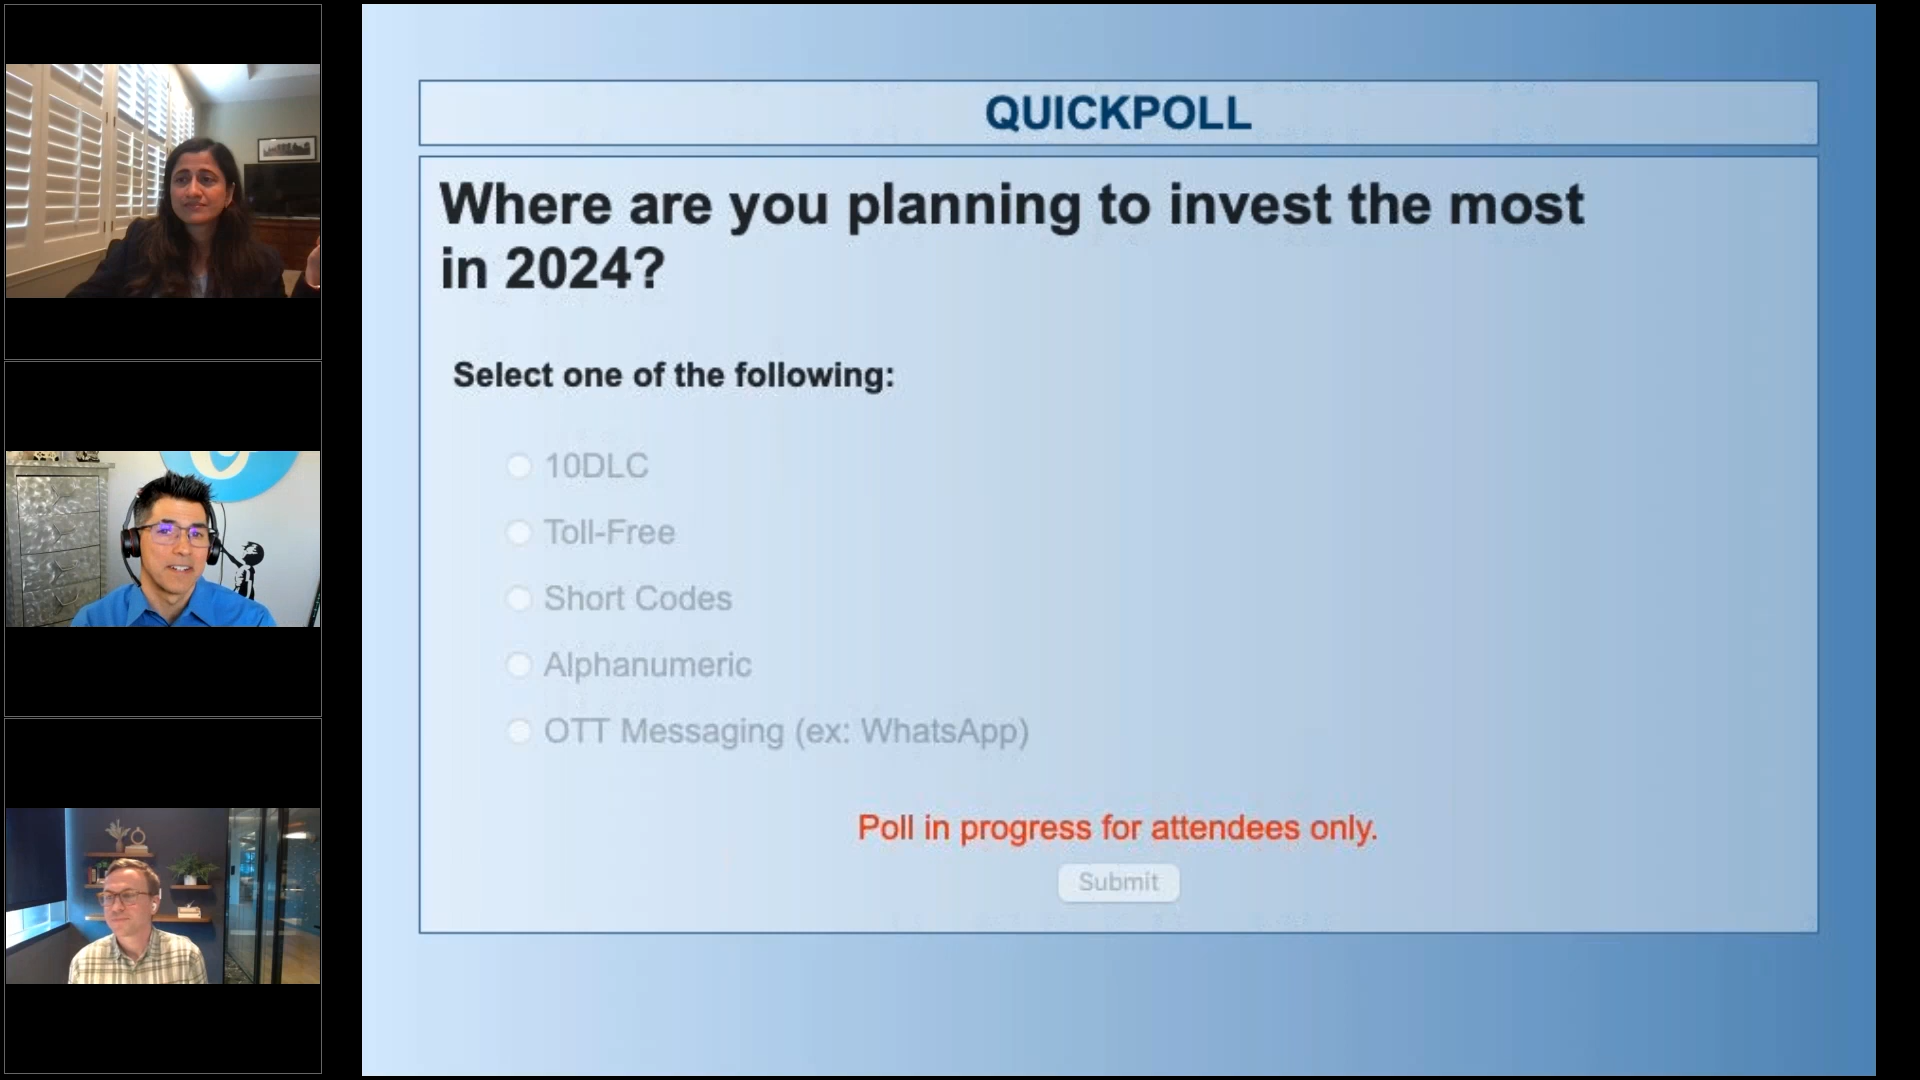 QUICKPOLL
Where are you planning to invest the most
in 2024?
Select one of the following:
10DLC
Toll-Free
Short Codes
Alphanumeric
OTT Messaging (ex: WhatsApp)
Poll in progress for attendees only.
Submit